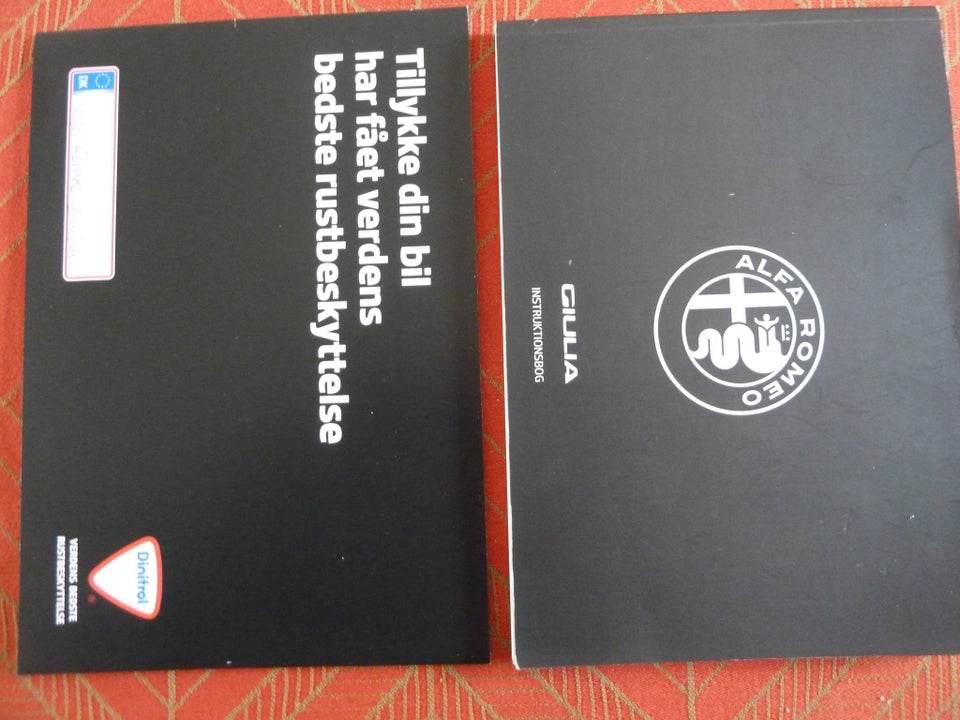 Tillykke din bil
har fået verdens
bedste rustbeskyttelse
DK
Dinitrol
®
VERDENS BEDSTE
RUSTBESKYTTELSE
ALFA ROMEO
GIULIA
INSTRUKTIONSBOG